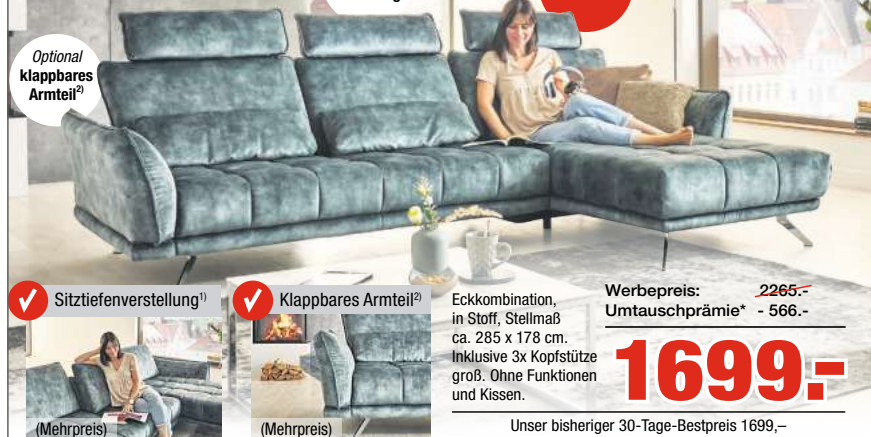 Optional
klappbares
Armteil²⁾
Sitztiefenverstellung¹⁾
(Mehrpreis)
Klappbares Armteil²⁾
(Mehrpreis)
Eckkombination,
in Stoff, Stellmaß
ca. 285 x 178 cm.
Inklusive 3x Kopfstütze
groß. Ohne Funktionen
und Kissen.
Werbepreis: 2265.-
Umtauschprämie* - 566.-
1699.-
Unser bisheriger 30-Tage-Bestpreis 1699,–